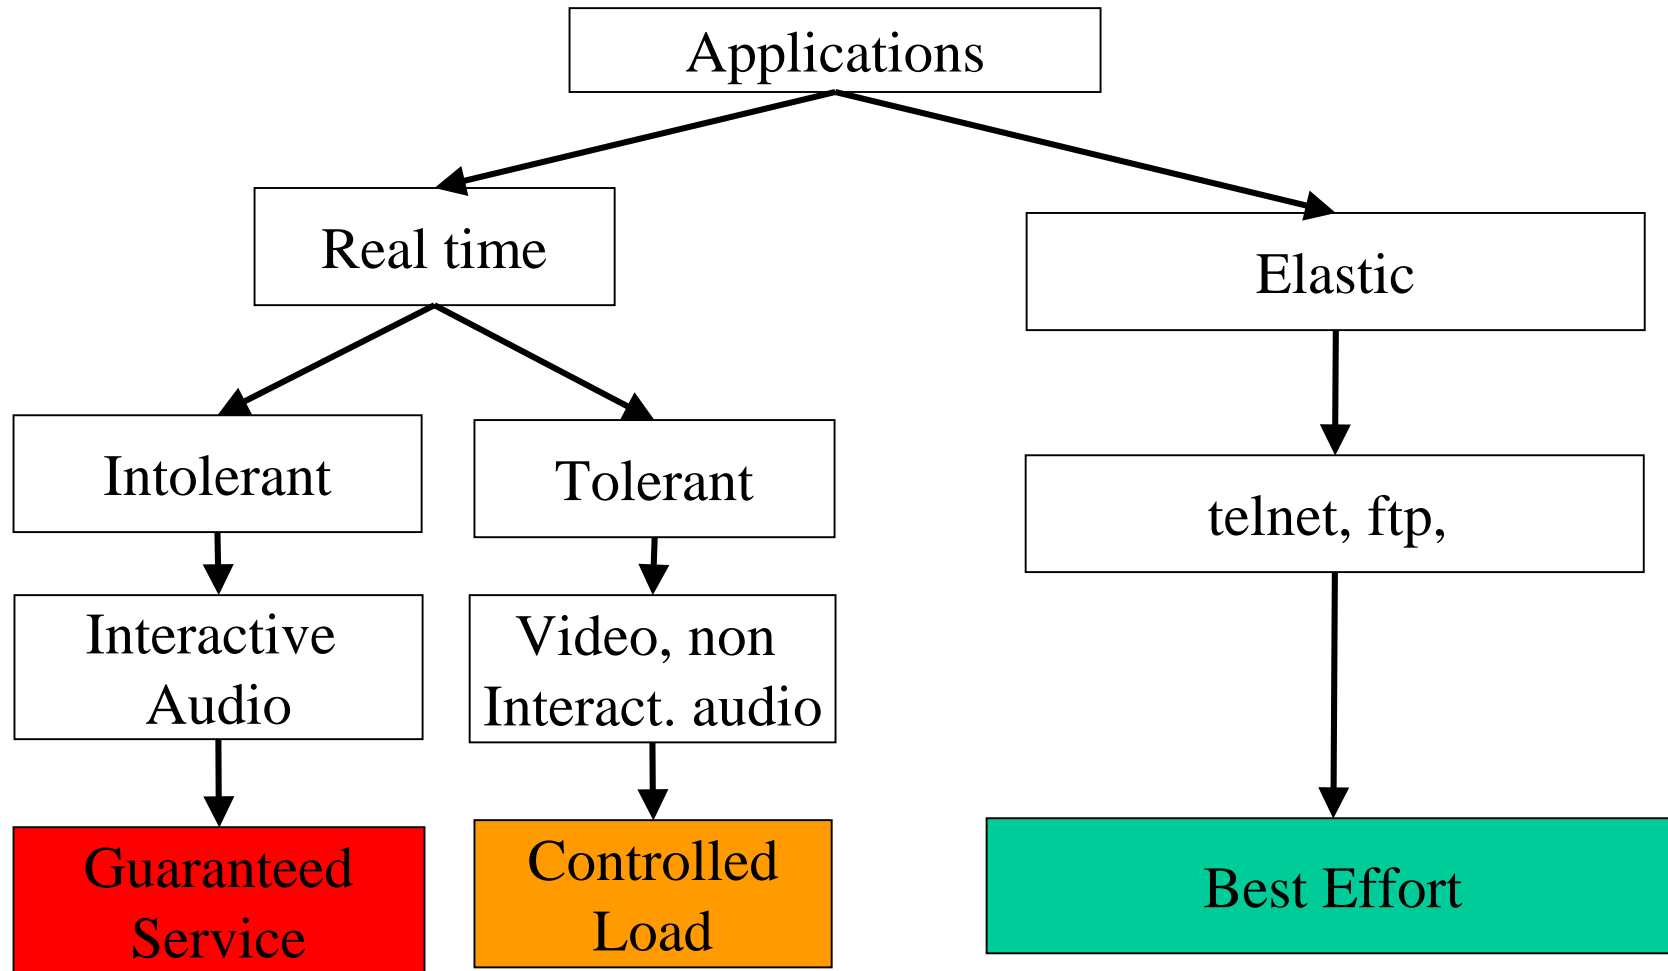 Applications
Real time
Elastic
Intolerant
Tolerant
telnet, ftp,
Interactive
Audio
Video, non
Interact. audio
Guaranteed
Service
Controlled
Load
Best Effort